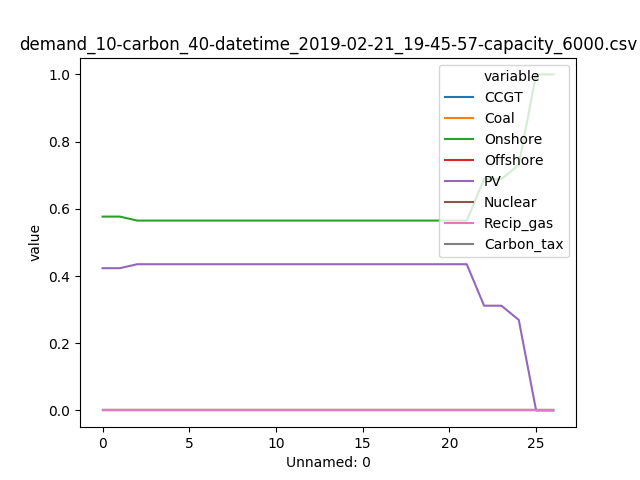 demand_10-carbon_40-datetime_2019-02-21_19-45-57-capacity_6000.csv
variable
CCGT
Coal
Onshore
Offshore
PV
Nuclear
Recip_gas
Carbon_tax
value
1.0
0.8
0.6
0.4
0.2
0.0
0 5 10 15 20 25
Unnamed: 0